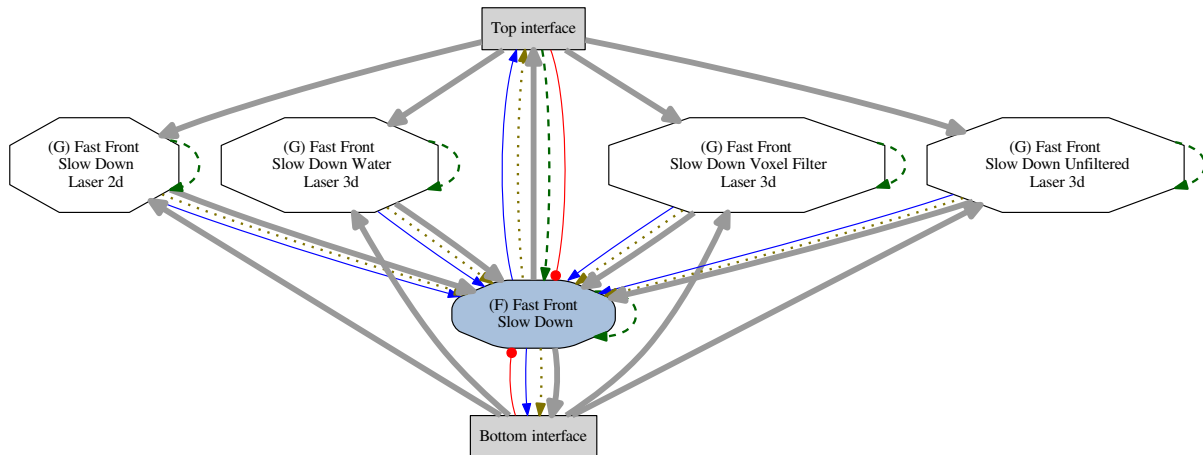 Top interface
(G) Fast Front
Slow Down
Laser 2d
(G) Fast Front
Slow Down Water
Laser 3d
(G) Fast Front
Slow Down Voxel Filter
Laser 3d
(G) Fast Front
Slow Down Unfiltered
Laser 3d
(F) Fast Front
Slow Down
Bottom interface